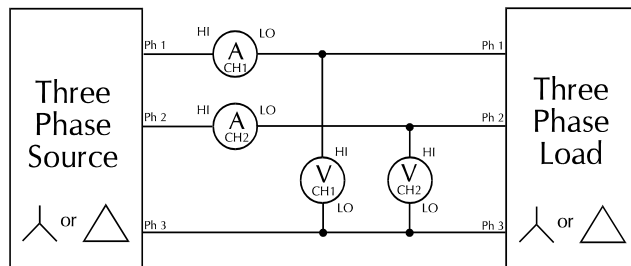 HI
LO
Ph 1
A
CH1
Ph 1
Three
Phase
Source
Three
Phase
Load
Ph 2
HI
A
CH2
LO
Ph 2
HI
V
CH1
LO
HI
V
CH2
LO
or
Ph 3
Ph 3
or